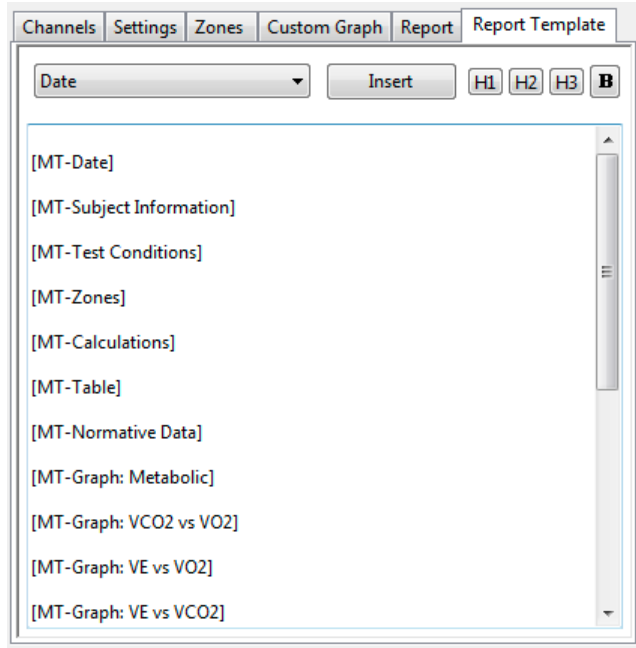 Channels Settings Zones Custom Graph Report Report Template
Date Insert H1 H2 H3 B
[MT-Date]
[MT-Subject Information]
[MT-Test Conditions]
[MT-Zones]
[MT-Calculations]
[MT-Table]
[MT-Normative Data]
[MT-Graph: Metabolic]
[MT-Graph: VCO2 vs VO2]
[MT-Graph: VE vs VO2]
[MT-Graph: VE vs VCO2]